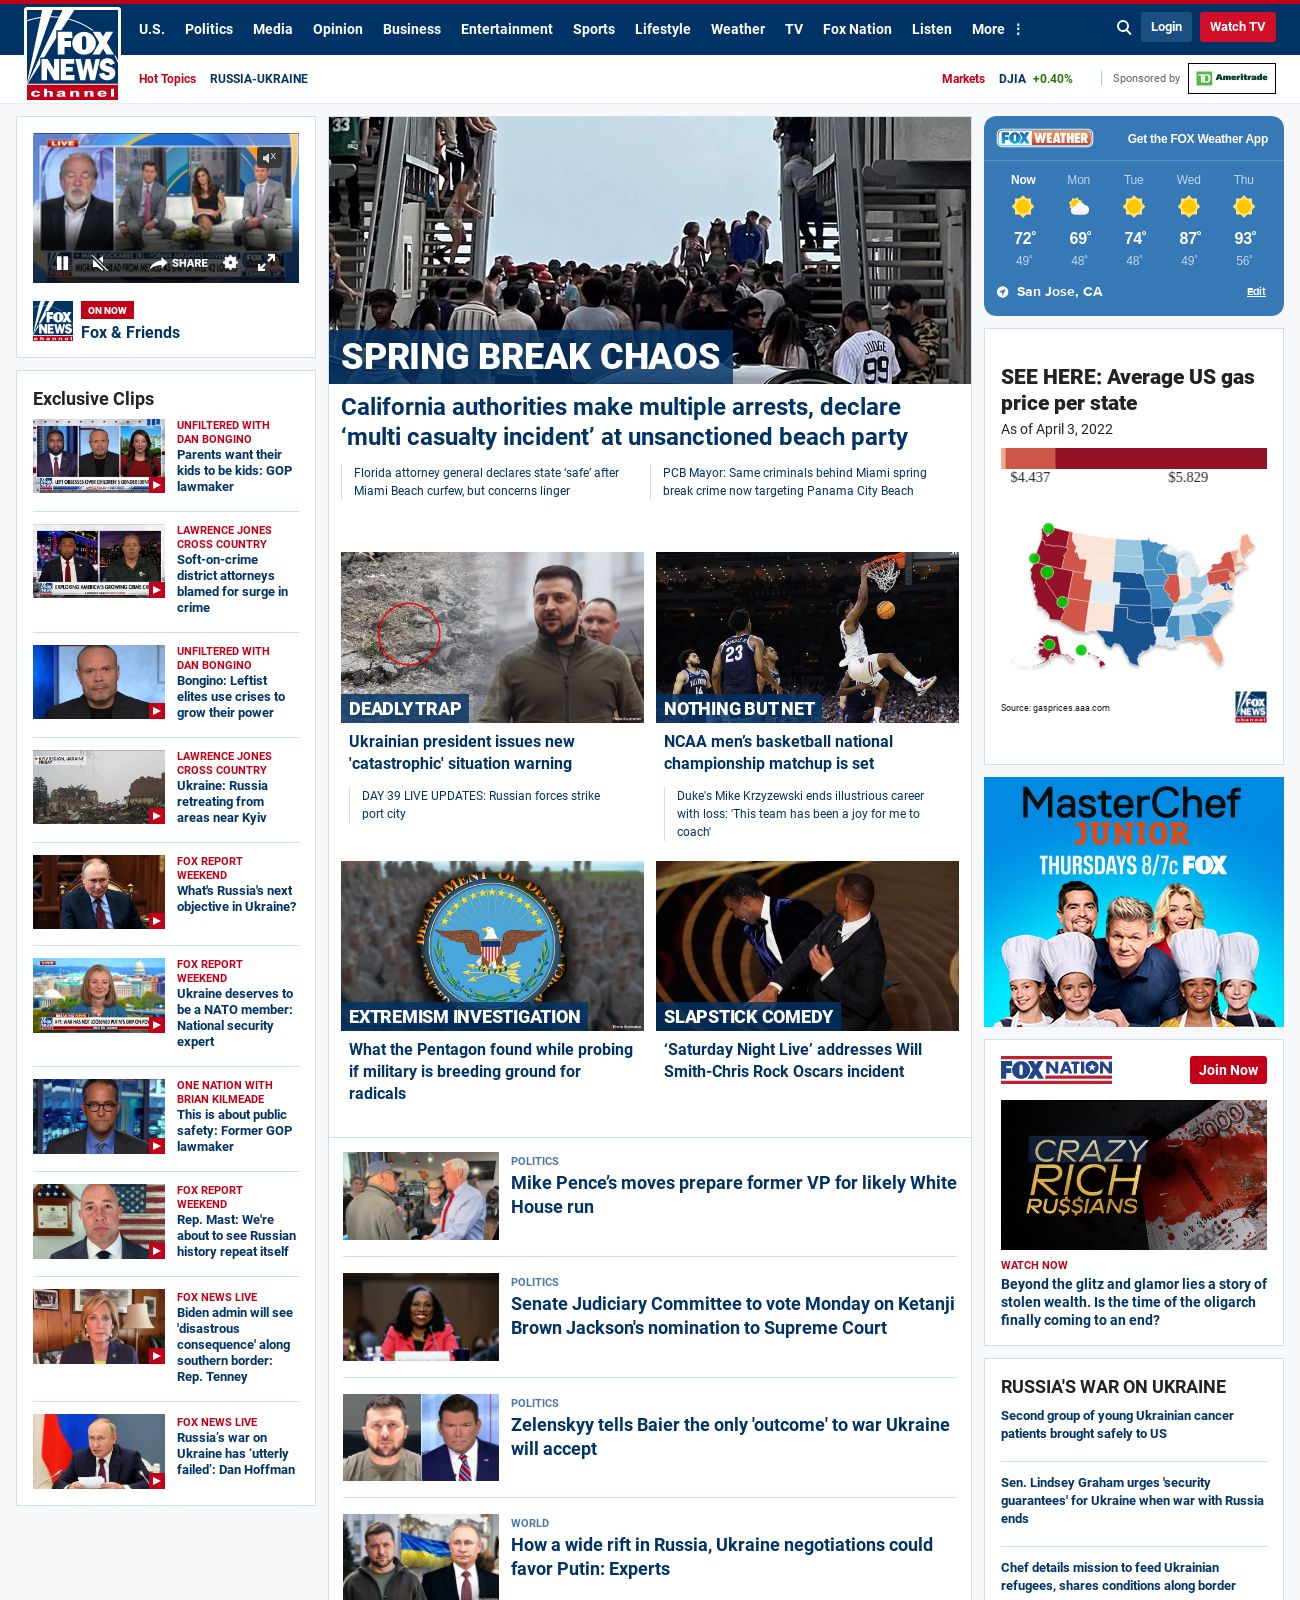 FOX
NEWS
channel
U.S.
Politics
Media
Opinion
Business
Entertainment
Sports
Lifestyle
Weather
TV
Fox Nation
Listen
More
Login
Watch TV
Hot Topics
RUSSIA-UKRAINE
Markets
DJIA
+0.40%
Sponsored by
TD Ameritrade
LIVE
SHARE
FOX
NEWS
channel
ON NOW
Fox & Friends
Exclusive Clips
UNFILTERED WITH
DAN BONGINO
Parents want their
kids to be kids: GOP
lawmaker
LAWRENCE JONES
CROSS COUNTRY
Soft-on-crime
district attorneys
blamed for surge in
crime
UNFILTERED WITH
DAN BONGINO
Bongino: Leftist
elites use crises to
grow their power
LAWRENCE JONES
CROSS COUNTRY
Ukraine: Russia
retreating from
areas near Kyiv
FOX REPORT
WEEKEND
What's Russia's next
objective in Ukraine?
FOX REPORT
WEEKEND
Ukraine deserves to
be a NATO member:
National security
expert
ONE NATION WITH
BRIAN KILMEADE
This is about public
safety: Former GOP
lawmaker
FOX REPORT
WEEKEND
Rep. Mast: We're
about to see Russian
history repeat itself
FOX NEWS LIVE
Biden admin will see
'disastrous
consequence' along
southern border:
Rep. Tenney
FOX NEWS LIVE
Russia’s war on
Ukraine has ‘utterly
failed’: Dan Hoffman
33
JUDGE
99
SPRING BREAK CHAOS
California authorities make multiple arrests, declare
‘multi casualty incident’ at unsanctioned beach party
Florida attorney general declares state ‘safe’ after
Miami Beach curfew, but concerns linger
PCB Mayor: Same criminals behind Miami spring
break crime now targeting Panama City Beach
DEADLY TRAP
Ukrainian president issues new
'catastrophic' situation warning
DAY 39 LIVE UPDATES: Russian forces strike
port city
23
14
3
NOTHING BUT NET
NCAA men’s basketball national
championship matchup is set
Duke's Mike Krzyzewski ends illustrious career
with loss: 'This team has been a joy for me to
coach'
DEPARTMENT OF DEFENSE
EXTREMISM INVESTIGATION
What the Pentagon found while probing
if military is breeding ground for
radicals
SLAPSTICK COMEDY
‘Saturday Night Live’ addresses Will
Smith-Chris Rock Oscars incident
POLITICS
Mike Pence’s moves prepare former VP for likely White
House run
POLITICS
Senate Judiciary Committee to vote Monday on Ketanji
Brown Jackson's nomination to Supreme Court
POLITICS
Zelenskyy tells Baier the only 'outcome' to war Ukraine
will accept
WORLD
How a wide rift in Russia, Ukraine negotiations could
favor Putin: Experts
FOX WEATHER
Get the FOX Weather App
Now
Mon
Tue
Wed
Thu
72°
69°
74°
87°
93°
49°
48°
48°
49°
56°
San Jose, CA
Edit
SEE HERE: Average US gas
price per state
As of April 3, 2022
$4.437
$5.829
Source: gasprices.aaa.com
FOX
NEWS
channel
MasterChef
JUNIOR
THURSDAYS 8/7c FOX
FOX NATION
Join Now
CRAZY
RICH
RU$$IANS
WATCH NOW
Beyond the glitz and glamor lies a story of
stolen wealth. Is the time of the oligarch
finally coming to an end?
RUSSIA'S WAR ON UKRAINE
Second group of young Ukrainian cancer
patients brought safely to US
Sen. Lindsey Graham urges 'security
guarantees' for Ukraine when war with Russia
ends
Chef details mission to feed Ukrainian
refugees, shares conditions along border